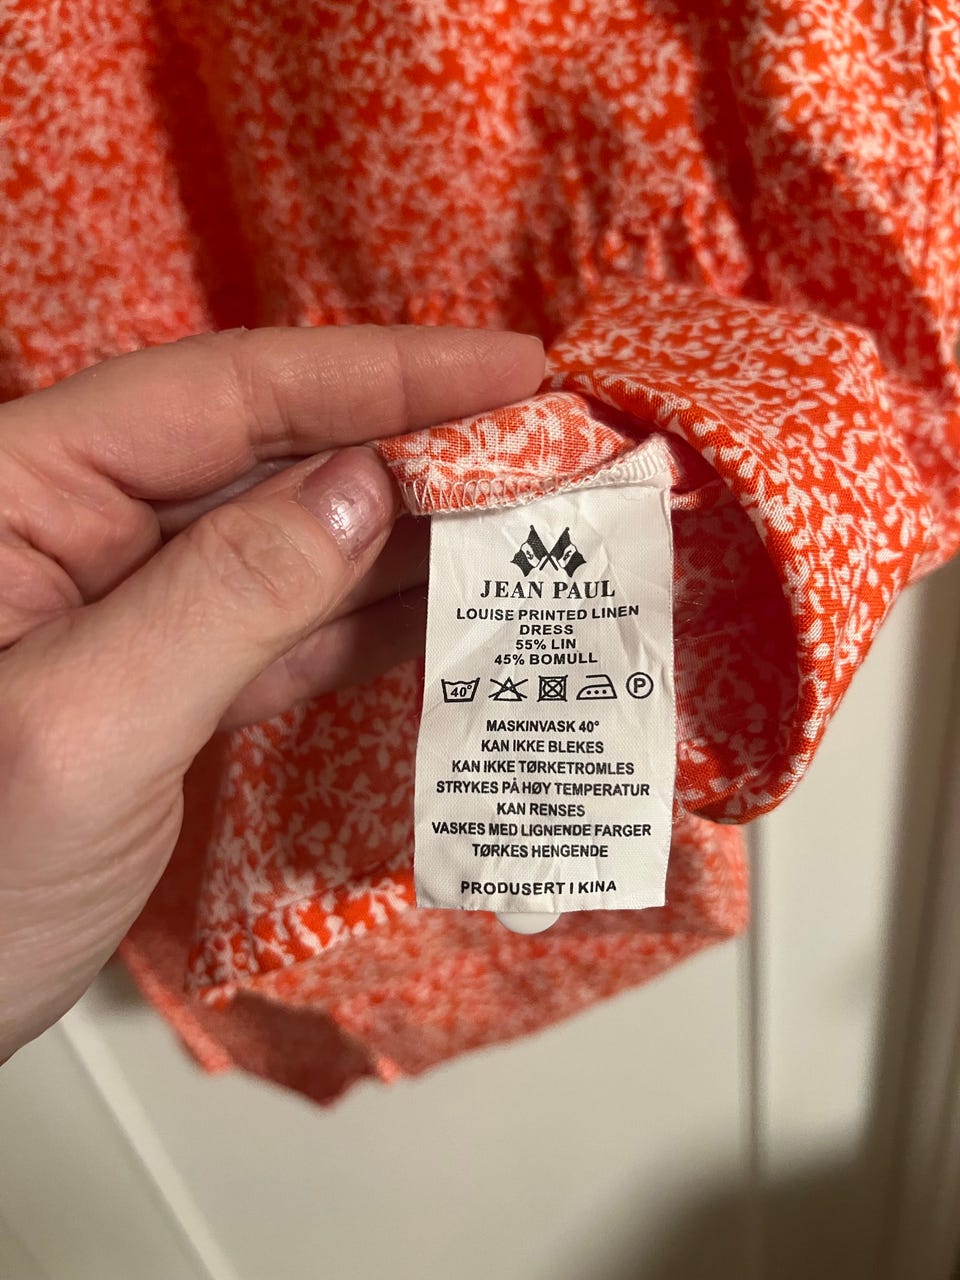 JEAN PAUL
LOUISE PRINTED LINEN
DRESS
55% LIN
45% BOMULL
40° P
MASKINVASK 40°
KAN IKKE BLEKES
KAN IKKE TØRKETROMLES
STRYKES PÅ HØY TEMPERATUR
KAN RENSES
VASKES MED LIGNENDE FARGER
TØRKES HENGENDE
PRODUSERT I KINA